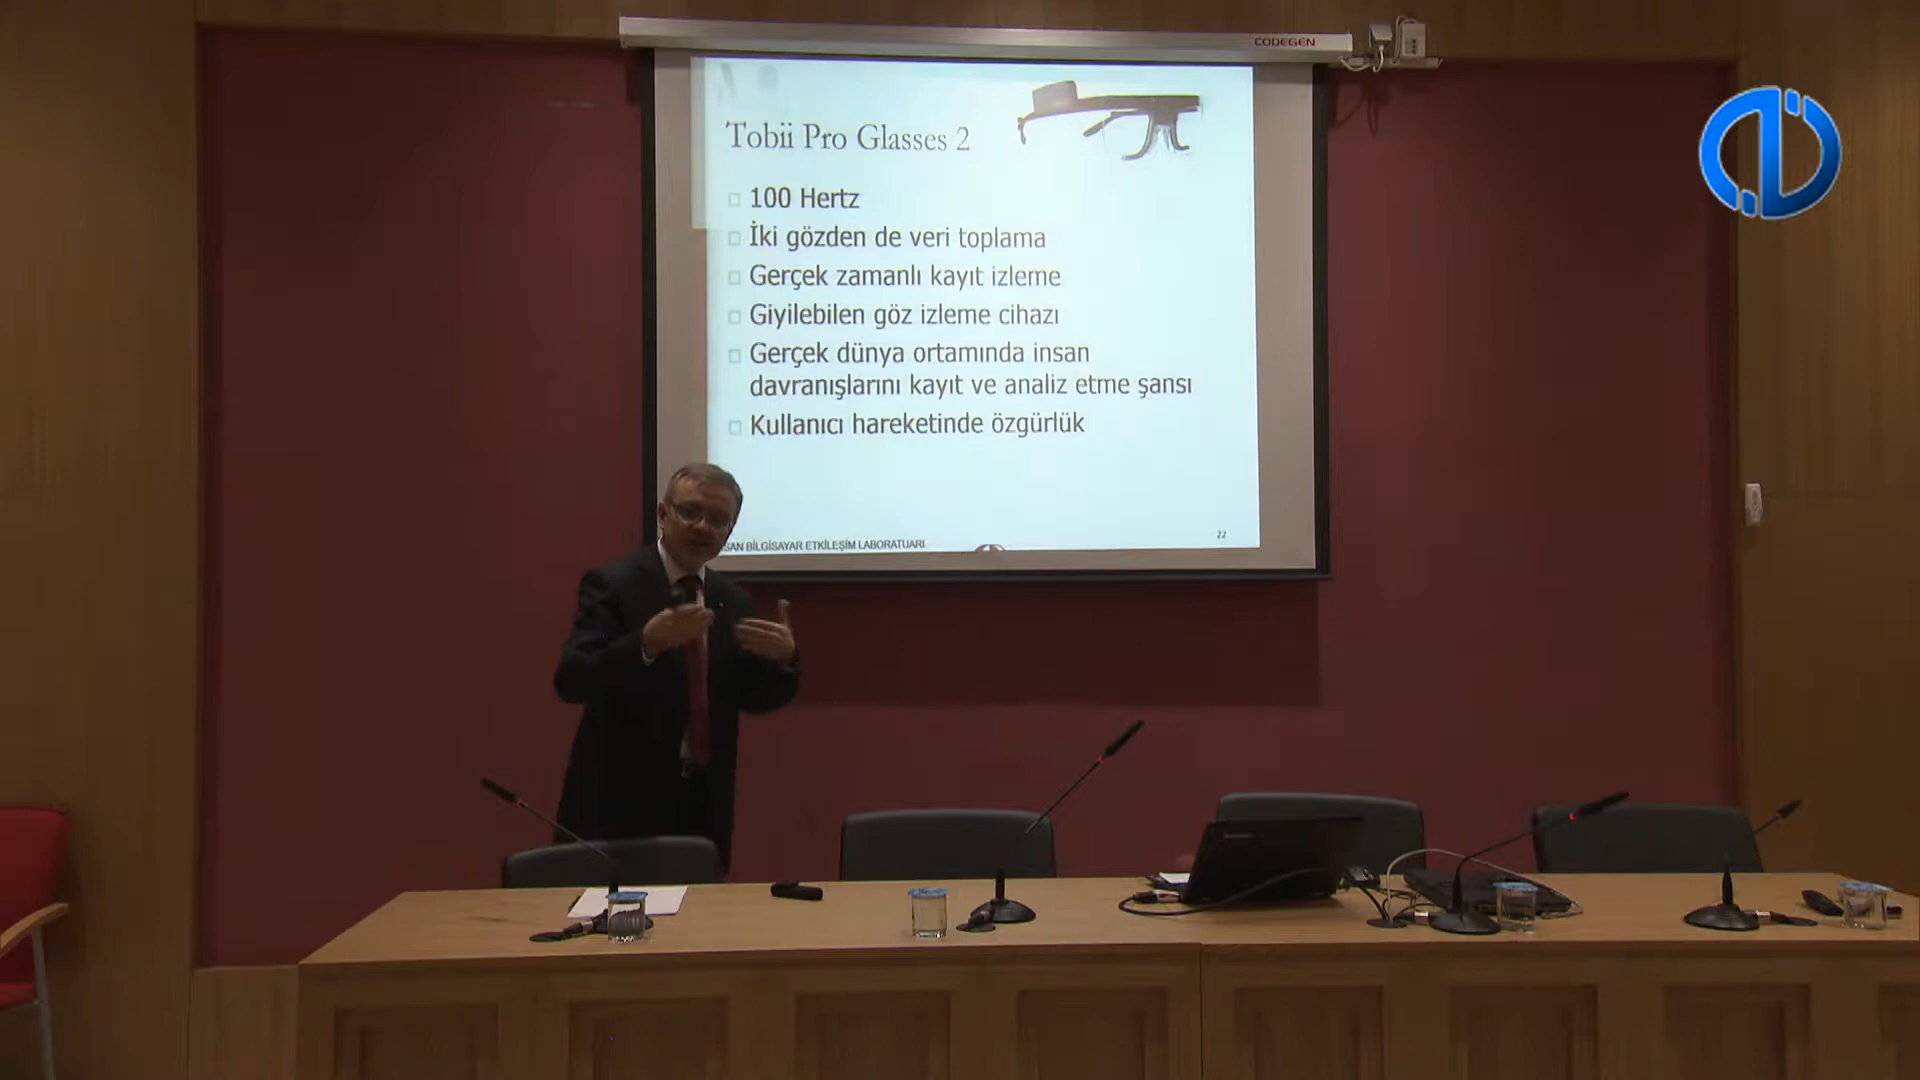 CODEGEN
Tobii Pro Glasses 2
100 Hertz
İki gözden de veri toplama
Gerçek zamanlı kayıt izleme
Giyilebilen göz izleme cihazı
Gerçek dünya ortamında insan
davranışlarını kayıt ve analiz etme şansı
Kullanıcı hareketinde özgürlük
BİLGİSAYAR ETKİLEŞİM LABORATUARI
22